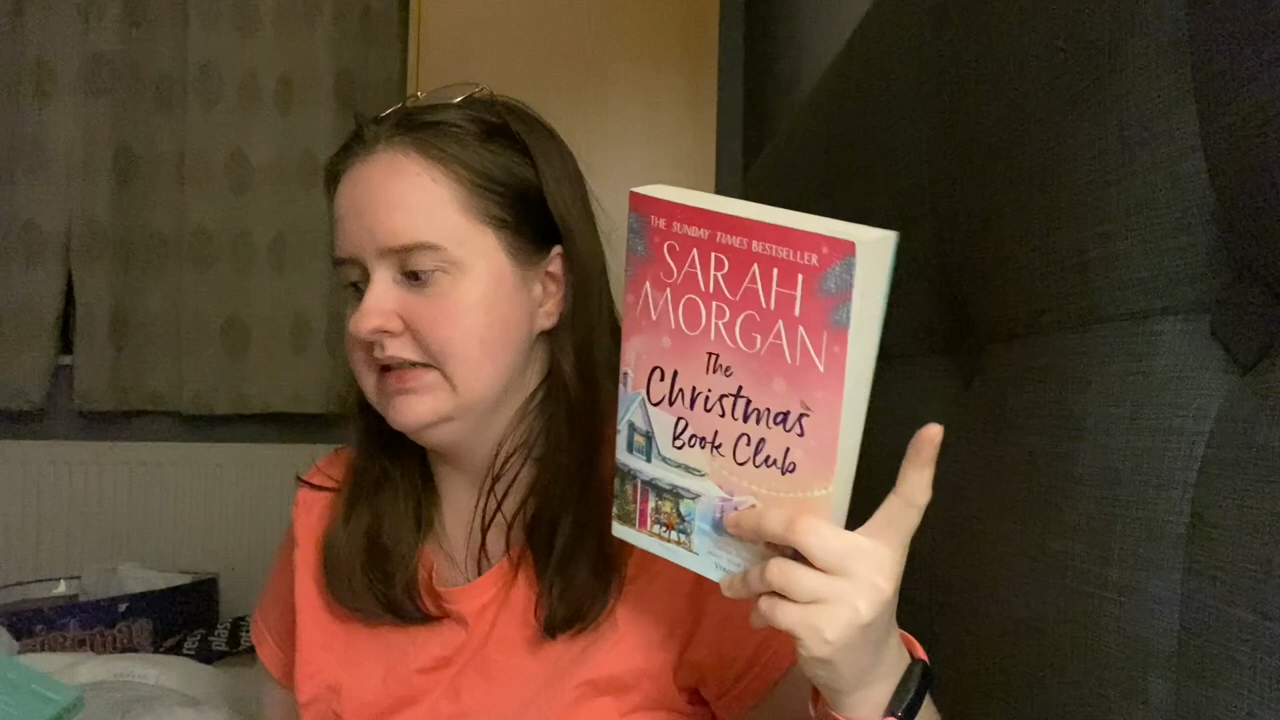 THE SUNDAY TIMES BESTSELLER
SARAH
MORGAN
The
Christmas
Book Club